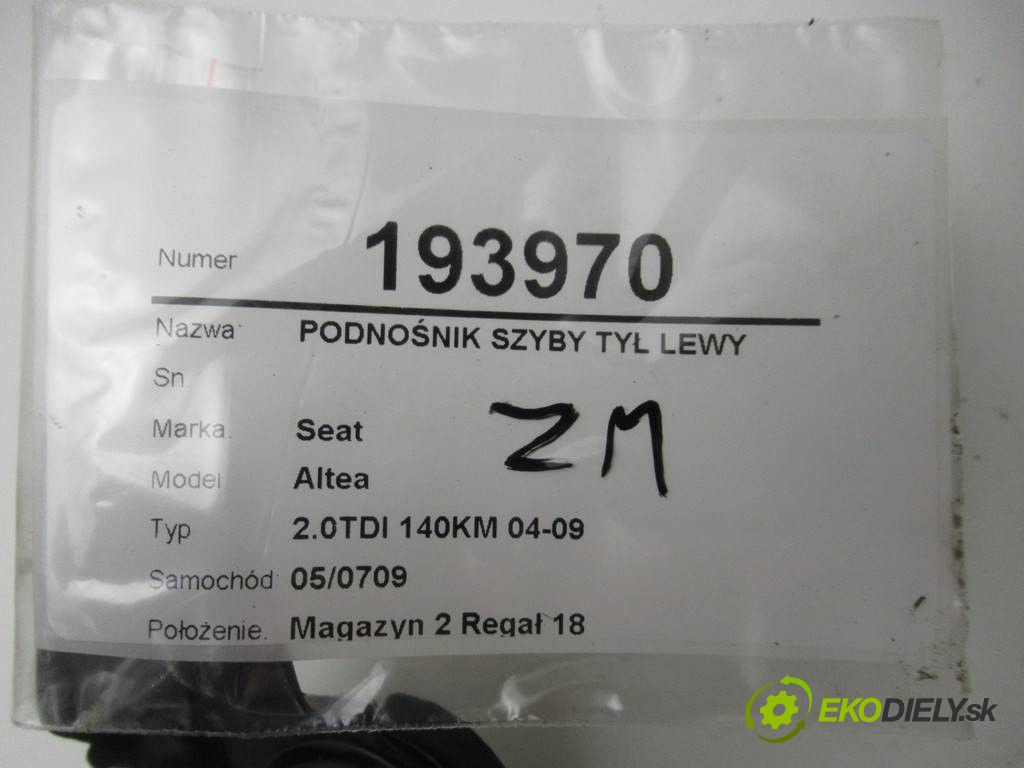 Numer 193970
Nazwa: PODNOŚNIK SZYBY TYŁ LEWY
Sn
Marka. Seat
Model Altea
ZM
Typ 2.0TDI 140KM 04-09
Samochód 05/0709
Położenie. Magazyn 2 Regał 18
EKODIELY.sk